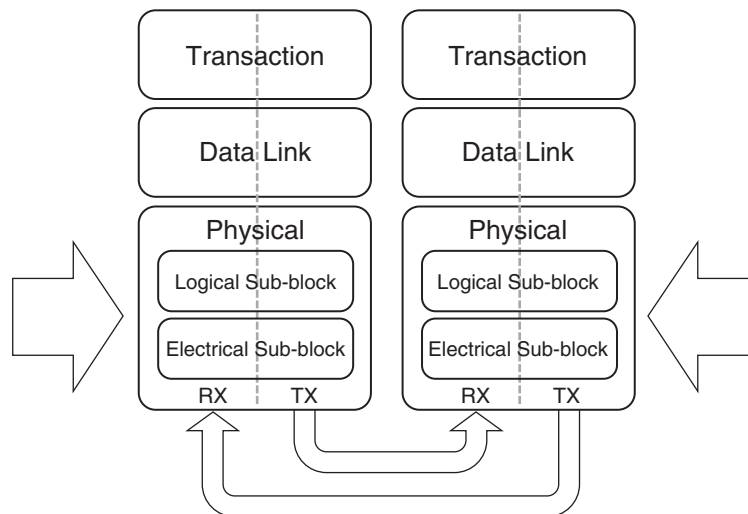 Transaction
Transaction
Data Link
Data Link
Physical
Physical
Logical Sub-block
Logical Sub-block
Electrical Sub-block
Electrical Sub-block
RX TX
RX TX